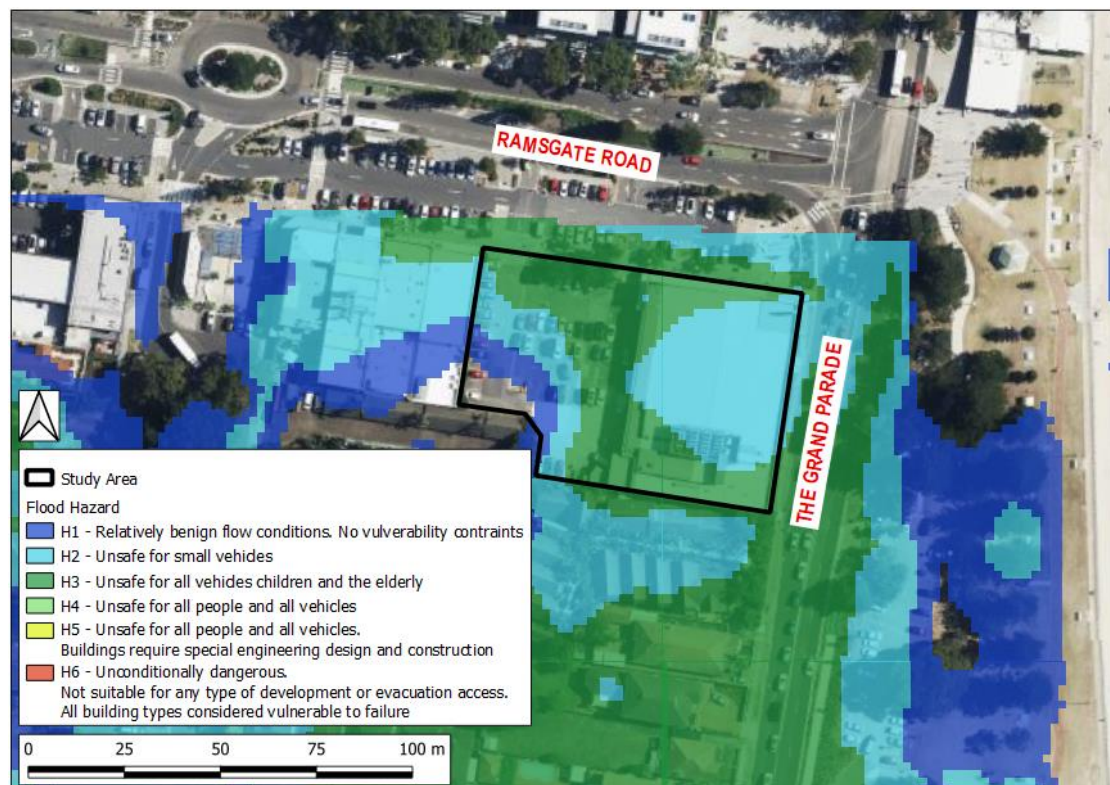 RAMSGATE ROAD
THE GRAND PARADE
Study Area
Flood Hazard
H1 - Relatively benign flow conditions. No vulverability contraints
H2 - Unsafe for small vehicles
H3 - Unsafe for all vehicles children and the elderly
H4 - Unsafe for all people and all vehicles
H5 - Unsafe for all people and all vehicles.
Buildings require special engineering design and construction
H6 - Unconditionally dangerous.
Not suitable for any type of development or evacuation access.
All building types considered vulnerable to failure
0 25 50 75 100 m